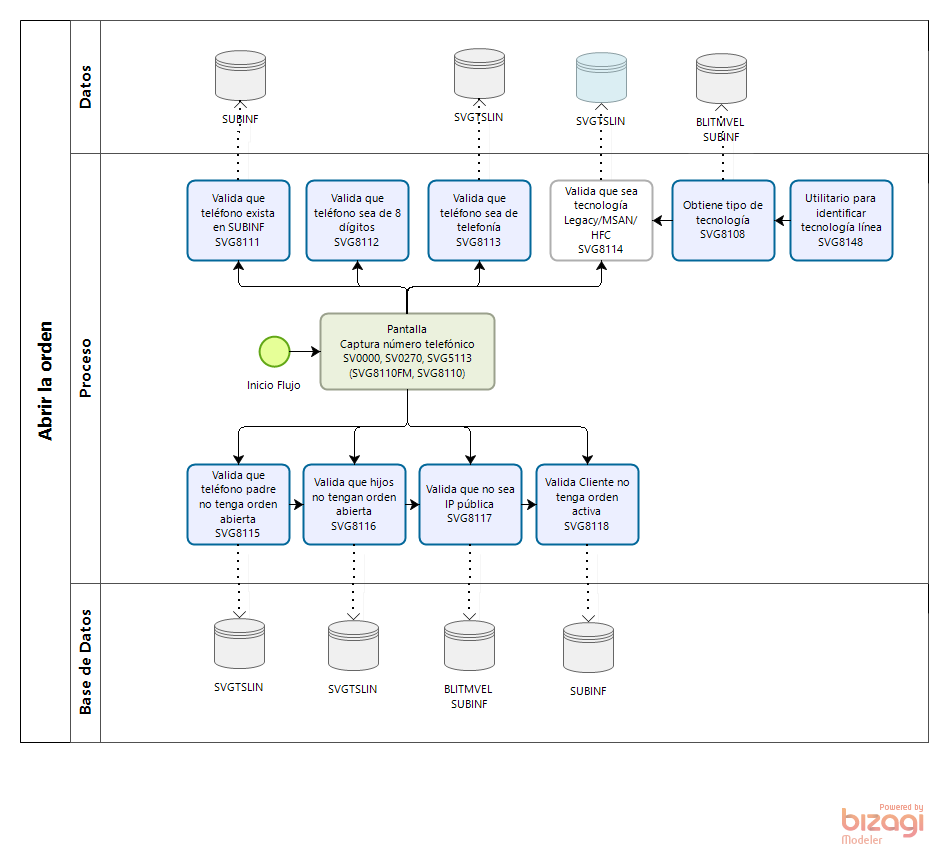 Abrir la orden
Datos
SUBINF
SVGTSLIN
SVGTSLIN
BLITMVEL
SUBINF
Proceso
Valida que
teléfono exista
en SUBINF
SVG8111
Valida que
teléfono sea de 8
dígitos
SVG8112
Valida que
teléfono sea de
telefonía
SVG8113
Valida que sea
tecnología
Legacy/MSAN/
HFC
SVG8114
Obtiene tipo de
tecnología
SVG8108
Utilitario para
identificar
tecnología línea
SVG8148
Inicio Flujo
Pantalla
Captura número telefónico
SV0000, SV0270, SVG5113
(SVG8110FM, SVG8110)
Valida que
teléfono padre
no tenga orden
abierta
SVG8115
Valida que hijos
no tengan orden
abierta
SVG8116
Valida que no sea
IP pública
SVG8117
Valida Cliente no
tenga orden
activa
SVG8118
Base de Datos
SVGTSLIN
SVGTSLIN
BLITMVEL
SUBINF
SUBINF
Powered by
bizagi
Modeler